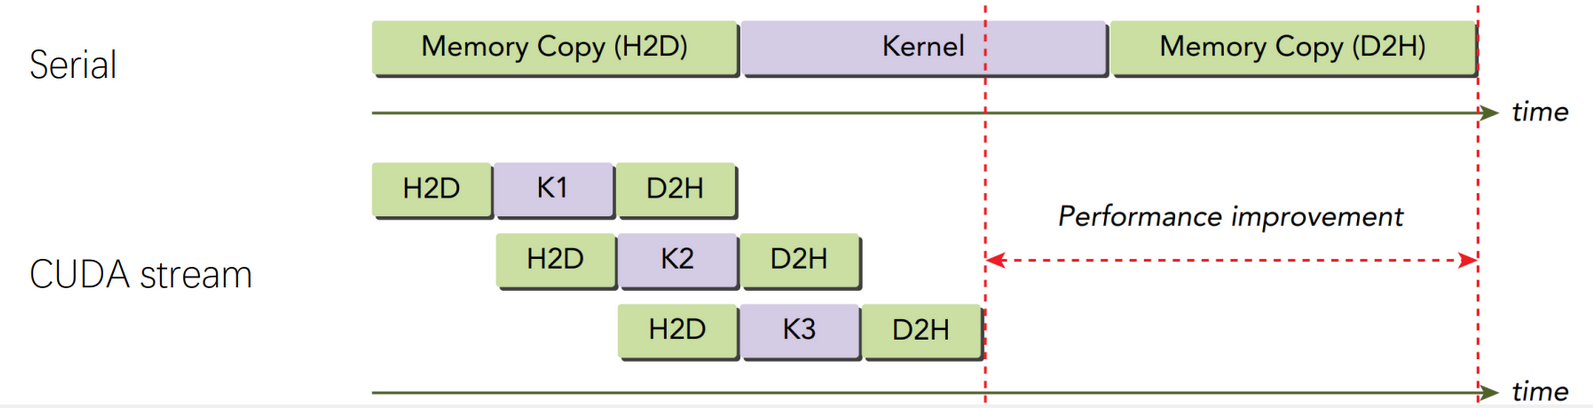 Serial
Memory Copy (H2D)
Kernel
Memory Copy (D2H)
time
CUDA stream
H2D
K1
D2H
H2D
K2
D2H
H2D
K3
D2H
Performance improvement
time